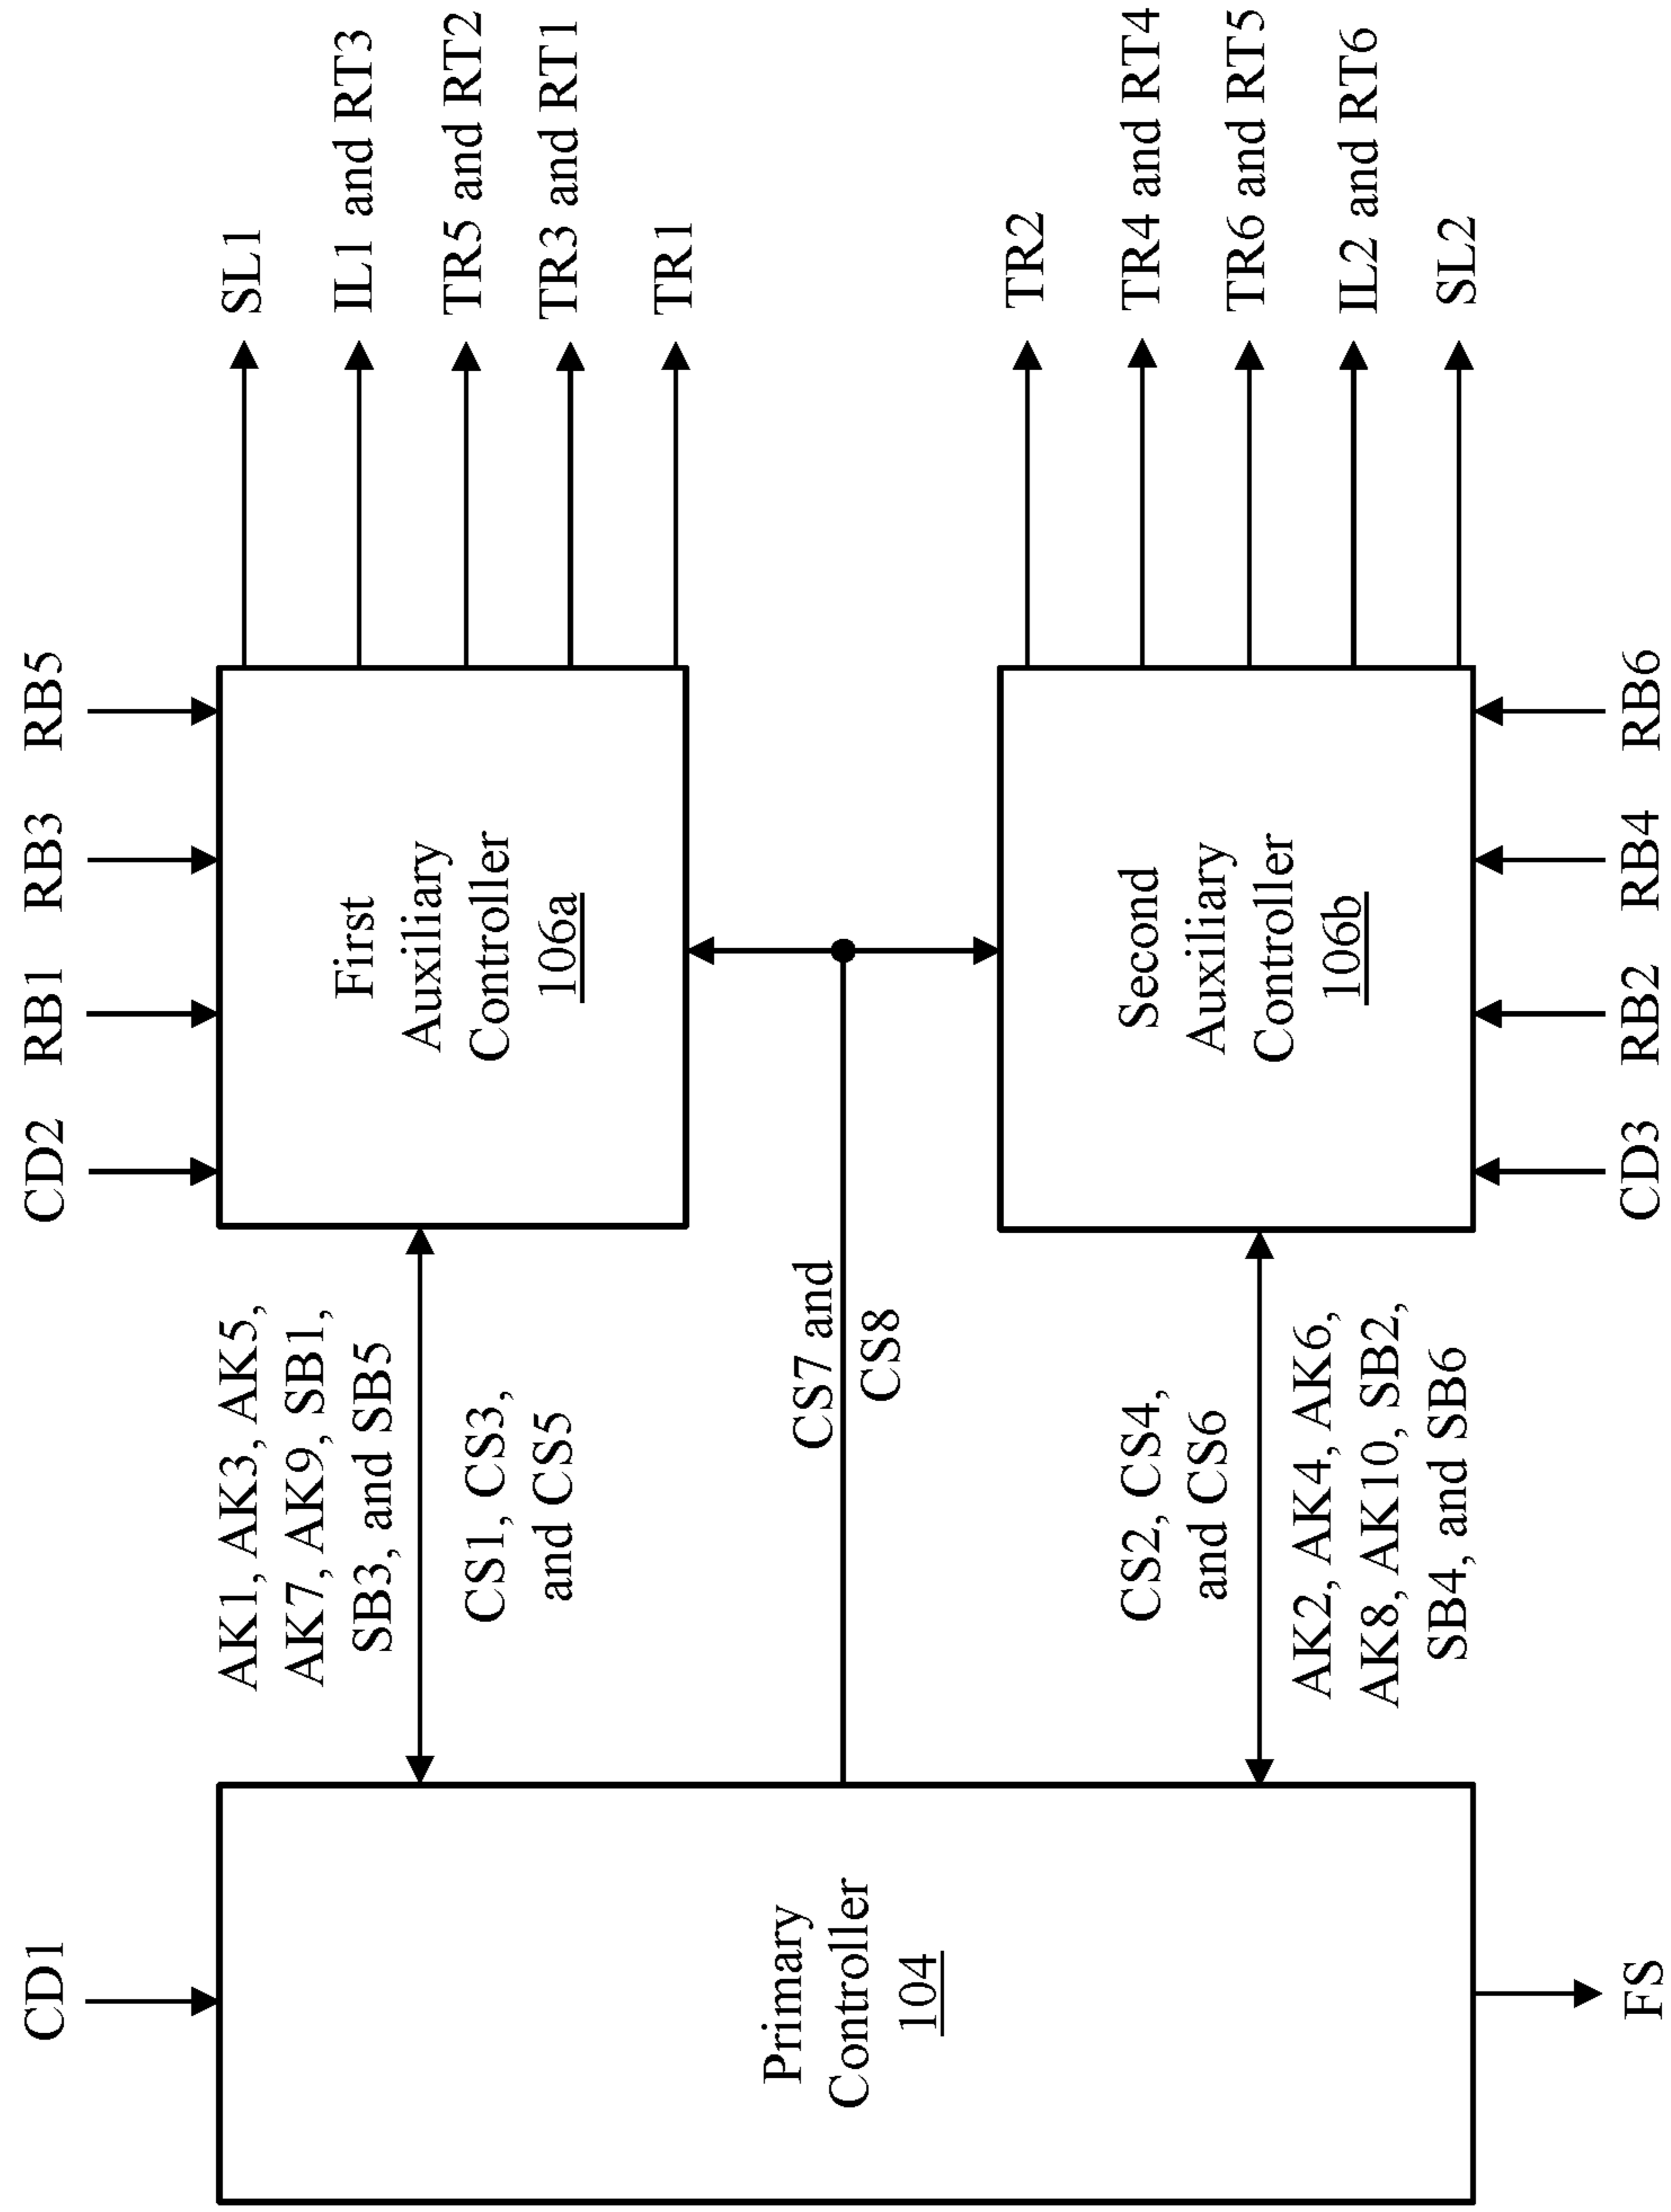 CD1
CD2
RB1
RB3
RB5
Primary
Controller
104
AK1, AK3, AK5,
AK7, AK9, SB1,
SB3, and SB5
CS1, CS3,
and CS5
First
Auxiliary
Controller
106a
SL1
IL1 and RT3
TR5 and RT2
TR3 and RT1
TR1
CS7 and
CS8
CS2, CS4,
and CS6
AK2, AK4, AK6,
AK8, AK10, SB2,
SB4, and SB6
Second
Auxiliary
Controller
106b
TR2
TR4 and RT4
TR6 and RT5
IL2 and RT6
SL2
FS
CD3
RB2
RB4
RB6